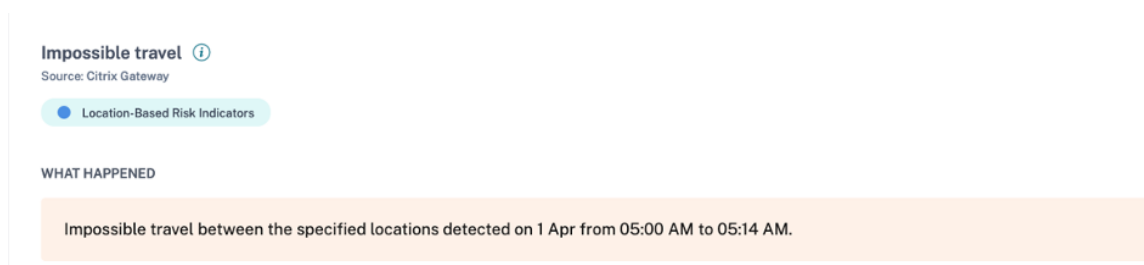 Impossible travel
Source: Citrix Gateway
Location-Based Risk Indicators
WHAT HAPPENED
Impossible travel between the specified locations detected on 1 Apr from 05:00 AM to 05:14 AM.